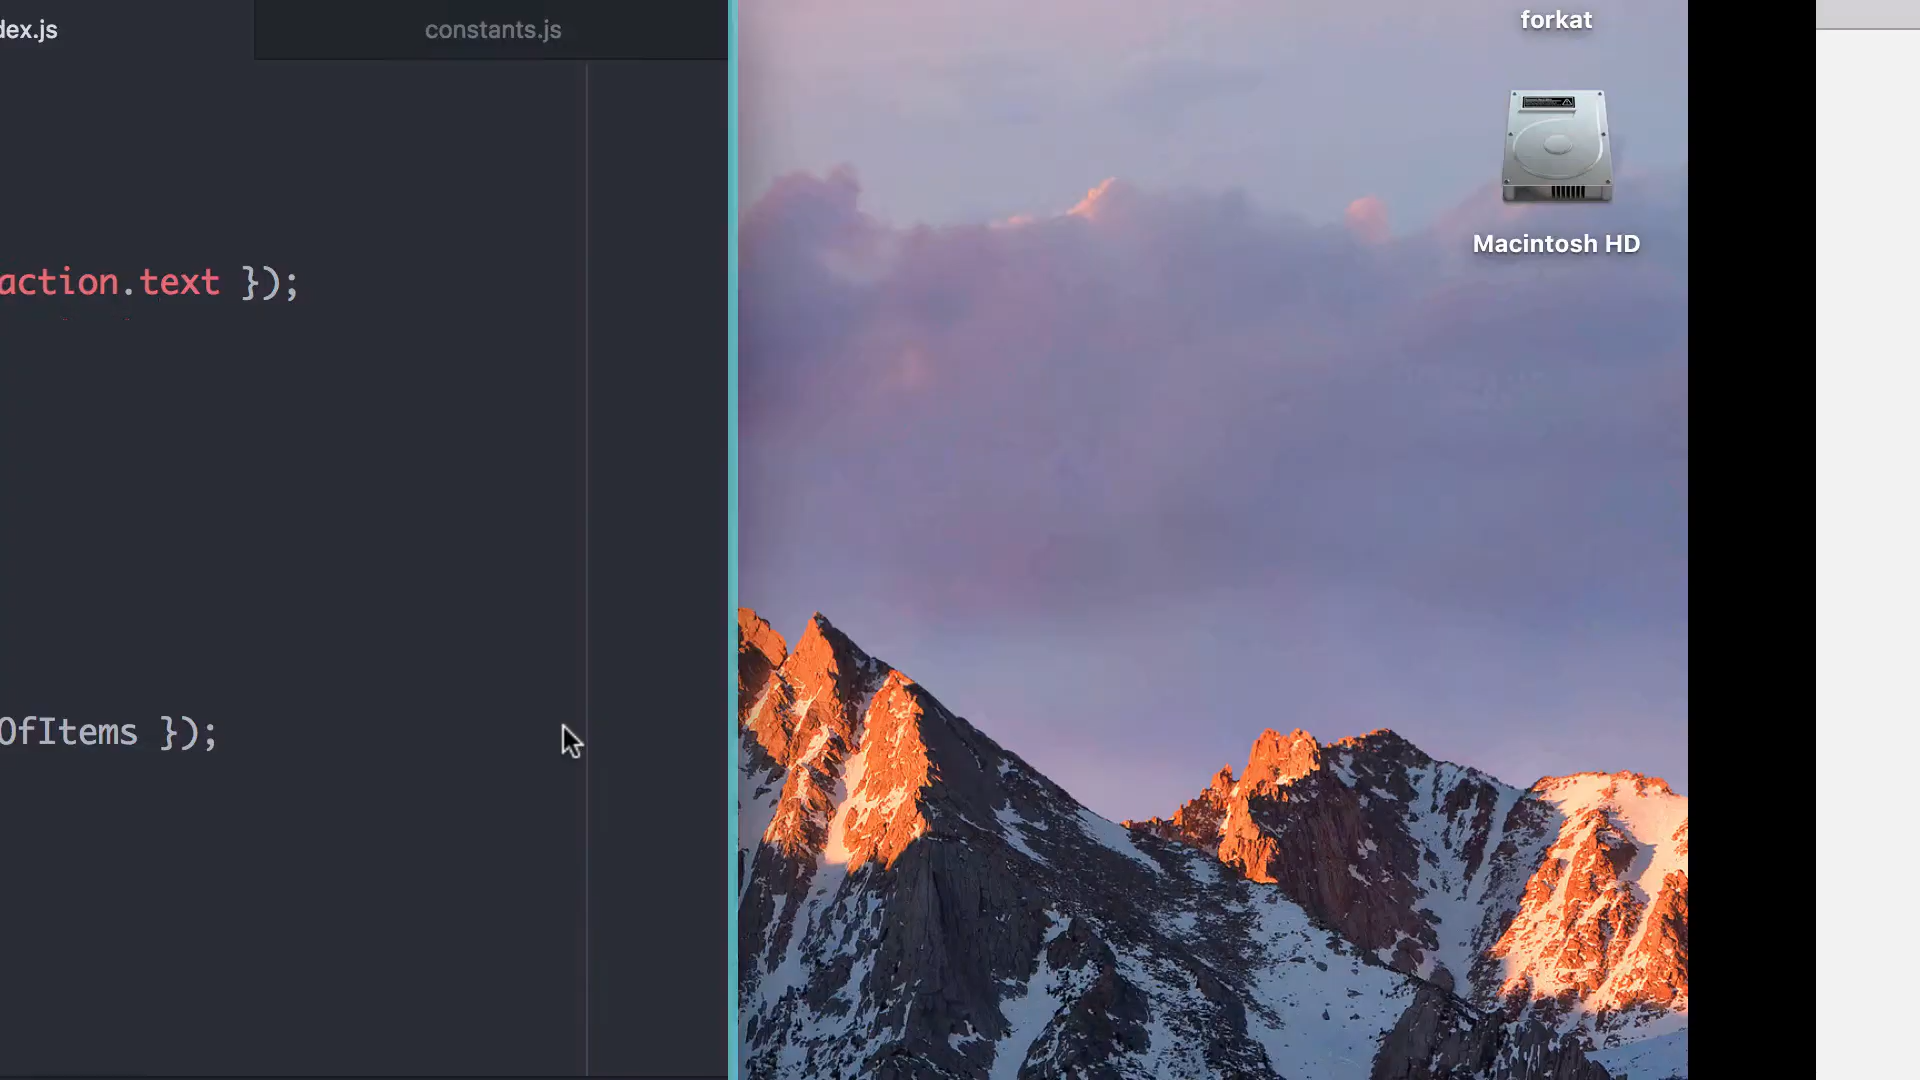 dex.js
constants.js
action.text });
OfItems });
forkat
Macintosh HD